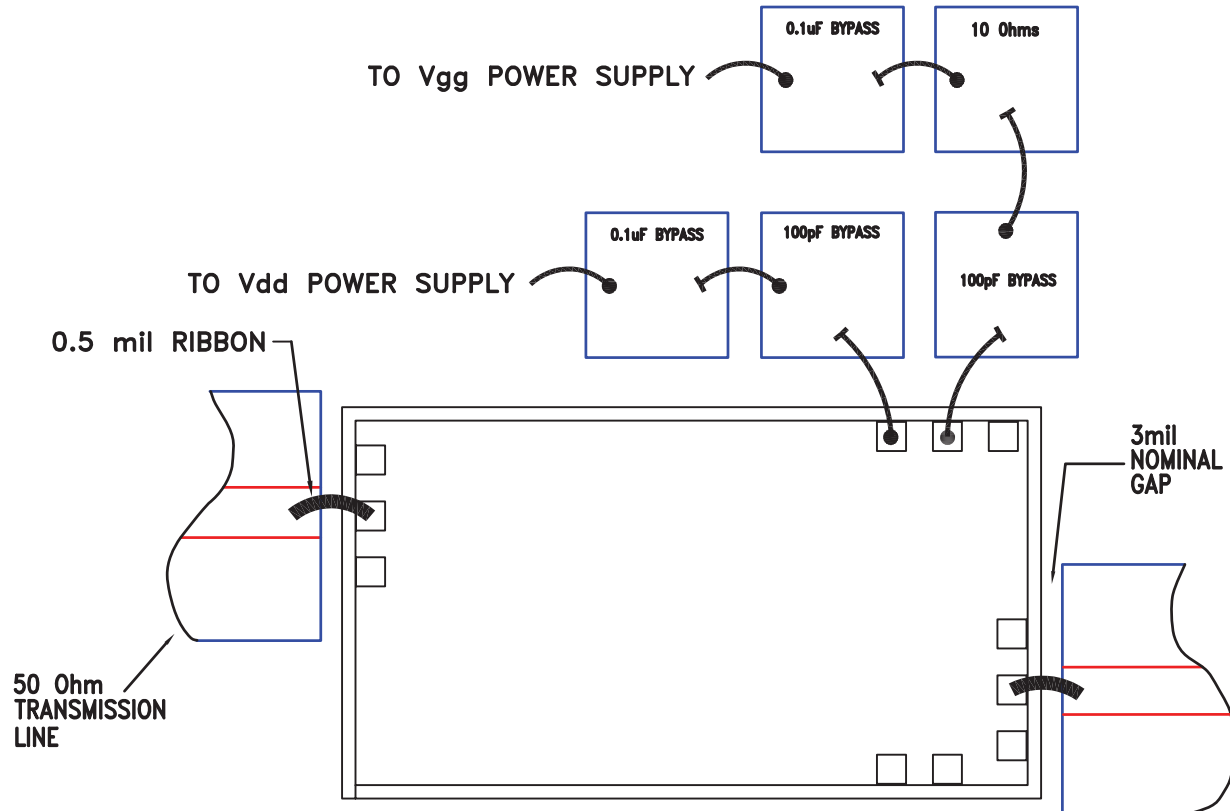 0.1uF BYPASS
10 Ohms
TO Vgg POWER SUPPLY
0.1uF BYPASS
100pF BYPASS
100pF BYPASS
TO Vdd POWER SUPPLY
0.5 mil RIBBON
3mil
NOMINAL
GAP
50 Ohm
TRANSMISSION
LINE